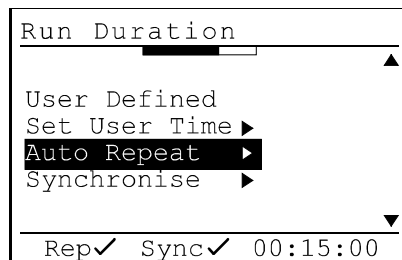 Run Duration
User Defined
Set User Time
Auto Repeat
Synchronise
Rep✓ Sync✓ 00:15:00